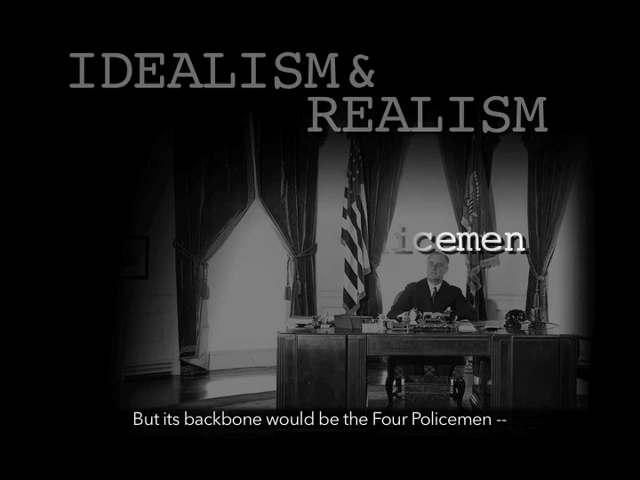 IDEALISM &
REALISM
icemen
But its backbone would be the Four Policemen --